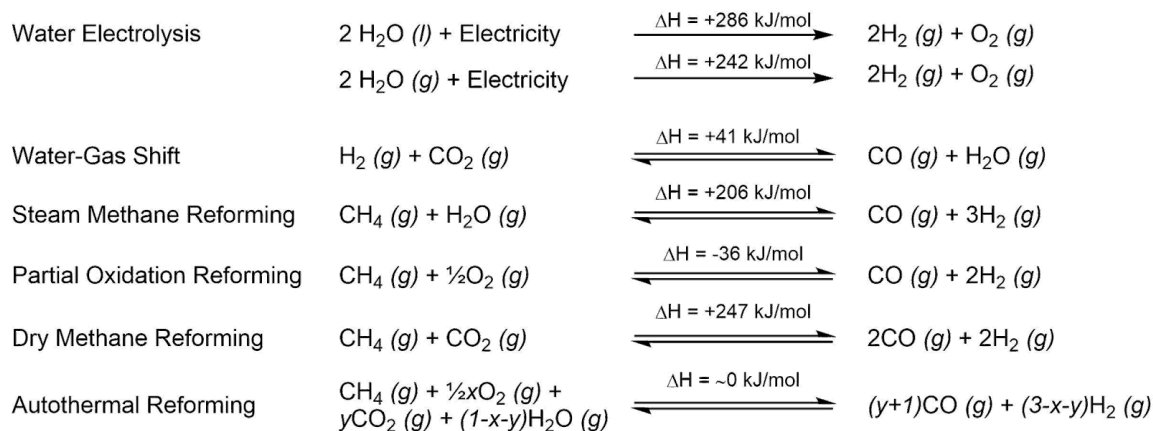 Water Electrolysis 2 H₂O (l) + Electricity ΔH = +286 kJ/mol 2H₂ (g) + O₂ (g)
2 H₂O (g) + Electricity ΔH = +242 kJ/mol 2H₂ (g) + O₂ (g)
Water-Gas Shift H₂ (g) + CO₂ (g) ΔH = +41 kJ/mol CO (g) + H₂O (g)
Steam Methane Reforming CH₄ (g) + H₂O (g) ΔH = +206 kJ/mol CO (g) + 3H₂ (g)
Partial Oxidation Reforming CH₄ (g) + ½O₂ (g) ΔH = -36 kJ/mol CO (g) + 2H₂ (g)
Dry Methane Reforming CH₄ (g) + CO₂ (g) ΔH = +247 kJ/mol 2CO (g) + 2H₂ (g)
Autothermal Reforming CH₄ (g) + ½xO₂ (g) + ΔH = ~0 kJ/mol (y+1)CO (g) + (3-x-y)H₂ (g)
yCO₂ (g) + (1-x-y)H₂O (g)